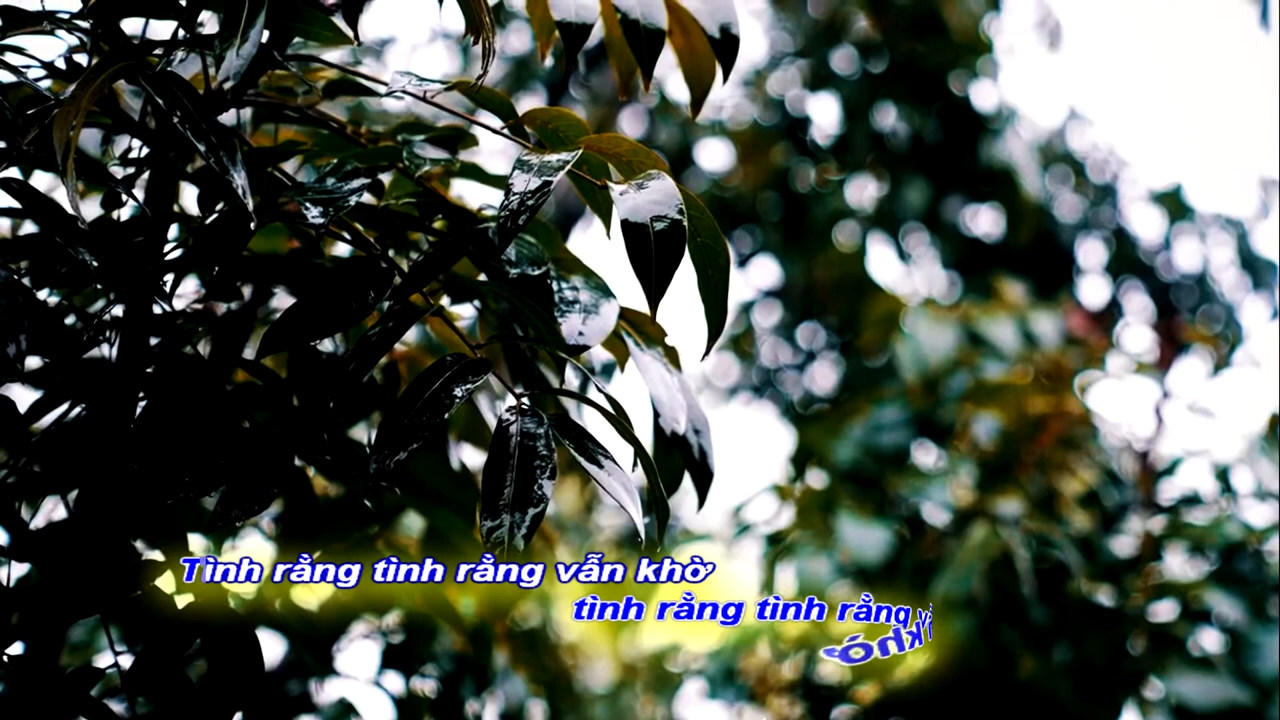 Tình rằng tình rằng vẫn khờ
tình rằng tình rằng